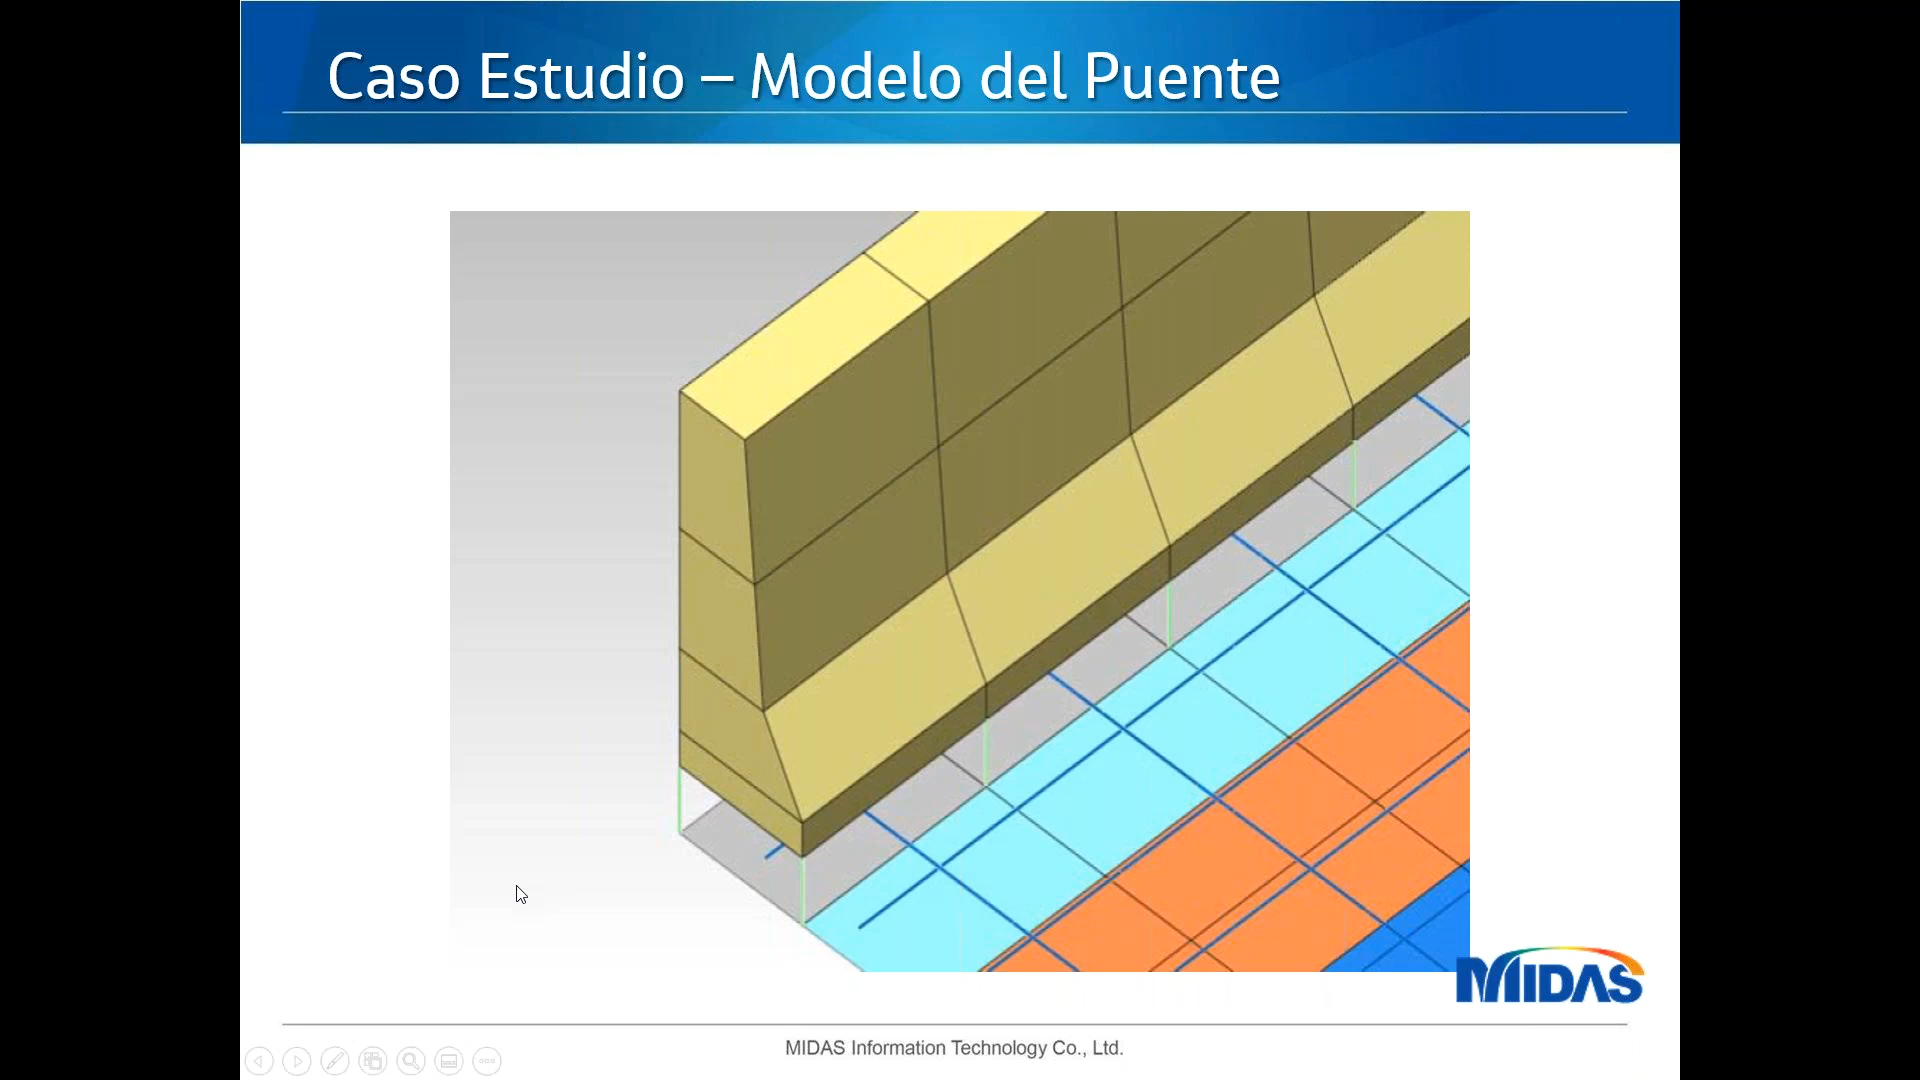 Caso Estudio – Modelo del Puente
MIDAS
MIDAS Information Technology Co., Ltd.